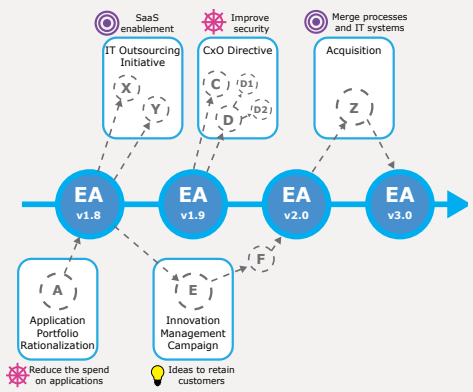 SaaS
enablement
Improve
security
Merge processes
and IT systems
IT Outsourcing
Initiative
X
Y
CxO Directive
C
D1
D
D2
Acquisition
Z
EA
v1.8
EA
v1.9
EA
v2.0
EA
v3.0
A
Application
Portfolio
Rationalization
E
Innovation
Management
Campaign
F
Reduce the spend
on applications
Ideas to retain
customers